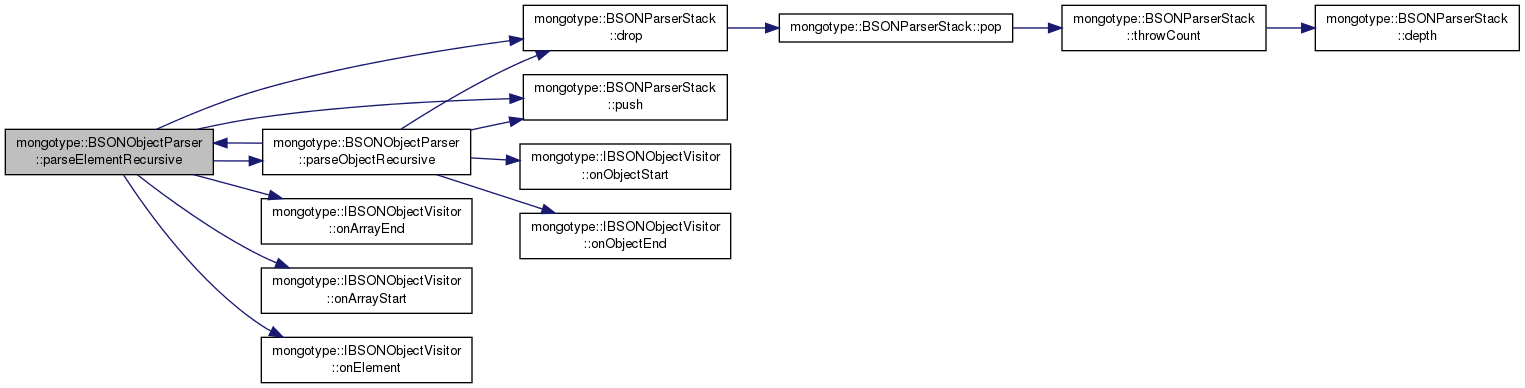 mongotype::BSONObjectParser
::parseElementRecursive
mongotype::BSONParserStack
::drop
mongotype::BSONParserStack::pop
mongotype::BSONParserStack
::throwCount
mongotype::BSONParserStack
::depth
mongotype::BSONParserStack
::push
mongotype::BSONObjectParser
::parseObjectRecursive
mongotype::IBSONObjectVisitor
::onObjectStart
mongotype::IBSONObjectVisitor
::onObjectEnd
mongotype::IBSONObjectVisitor
::onArrayEnd
mongotype::IBSONObjectVisitor
::onArrayStart
mongotype::IBSONObjectVisitor
::onElement